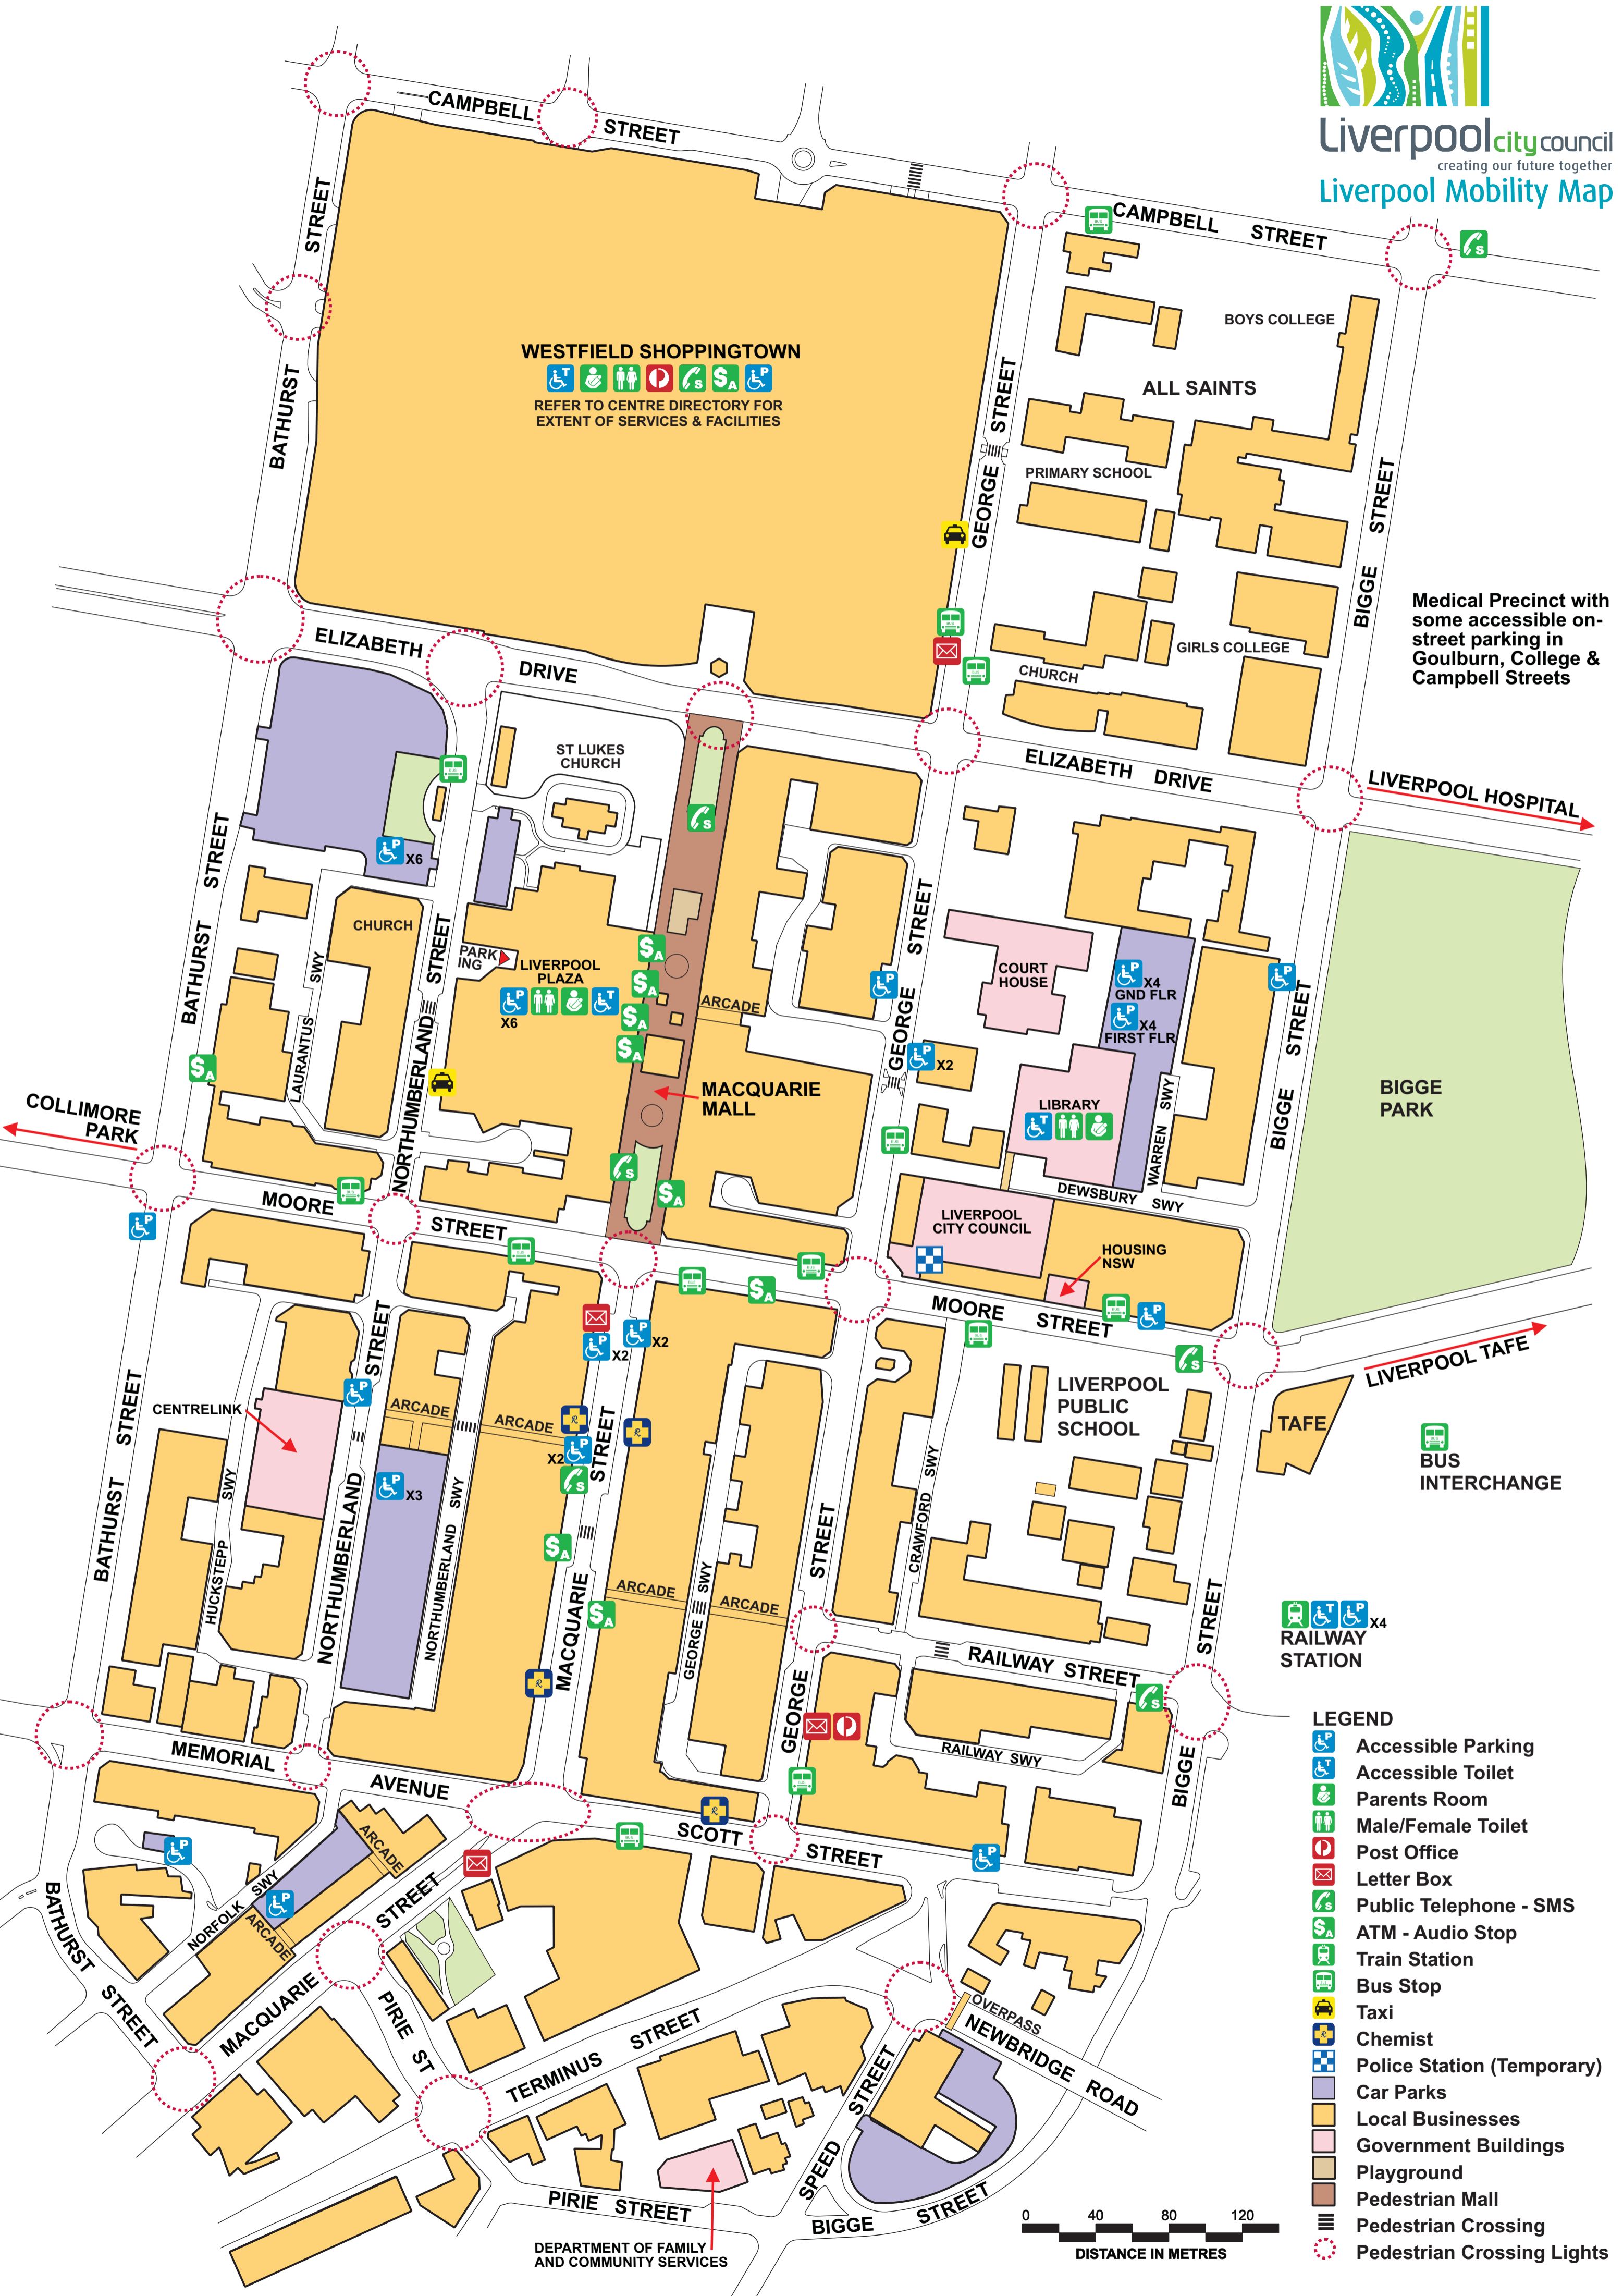 Liverpool city council
creating our future together
Liverpool Mobility Map
CAMPBELL
STREET
CAMPBELL STREET
STREET
BATHURST
WESTFIELD SHOPPINGTOWN
REFER TO CENTRE DIRECTORY FOR
EXTENT OF SERVICES & FACILITIES
GEORGE STREET
BOYS COLLEGE
ALL SAINTS
PRIMARY SCHOOL
GIRLS COLLEGE
CHURCH
BIGGE STREET
Medical Precinct with
some accessible on-
street parking in
Goulburn, College &
Campbell Streets
ELIZABETH
DRIVE
ELIZABETH DRIVE
LIVERPOOL HOSPITAL
ST LUKES
CHURCH
X6
BATHURST STREET
CHURCH
LAURANTUS SWY
NORTHUMBERLAND STREET
PARK
ING
LIVERPOOL
PLAZA
X6
ARCADE
MACQUARIE
MALL
GEORGE STREET
X2
COURT
HOUSE
X4
GND FLR
X4
FIRST FLR
LIBRARY
WARREN SWY
DEWSBURY SWY
BIGGE STREET
BIGGE
PARK
COLLIMORE
PARK
MOORE
STREET
LIVERPOOL
CITY COUNCIL
HOUSING
NSW
MOORE STREET
LIVERPOOL TAFE
TAFE
BUS
INTERCHANGE
LIVERPOOL
PUBLIC
SCHOOL
X2
X2
X2
ARCADE
ARCADE
CENTRELINK
X3
BATHURST STREET
HUCKSTEPP SWY
NORTHUMBERLAND STREET
NORTHUMBERLAND SWY
MACQUARIE STREET
ARCADE
ARCADE
GEORGE SWY
GEORGE STREET
CRAWFORD SWY
RAILWAY STREET
RAILWAY SWY
BIGGE STREET
X4
RAILWAY
STATION
MEMORIAL
AVENUE
SCOTT
STREET
ARCADE
ARCADE
NORFOLK SWY
BATHURST
STREET
MACQUARIE STREET
PIRIE ST
TERMINUS STREET
OVERPASS
NEWBRIDGE ROAD
SPEED STREET
PIRIE STREET
BIGGE STREET
DEPARTMENT OF FAMILY
AND COMMUNITY SERVICES
0 40 80 120
DISTANCE IN METRES
LEGEND
Accessible Parking
Accessible Toilet
Parents Room
Male/Female Toilet
Post Office
Letter Box
Public Telephone - SMS
ATM - Audio Stop
Train Station
Bus Stop
Taxi
Chemist
Police Station (Temporary)
Car Parks
Local Businesses
Government Buildings
Playground
Pedestrian Mall
Pedestrian Crossing
Pedestrian Crossing Lights